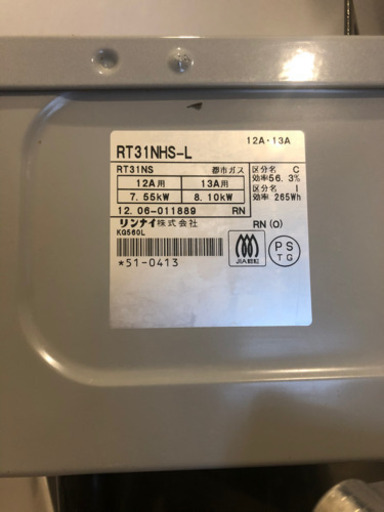 12A・13A
RT31NHS-L
RT31NS 都市ガス 区分名 C
効率56.3%
12A用 13A用 区分名 I
7.55kW 8.10kW 効率 265Wh
12.06-011889 RN
リンナイ株式会社 RN(O)
KG560L
*51-0413
JIA認証
PS
TG